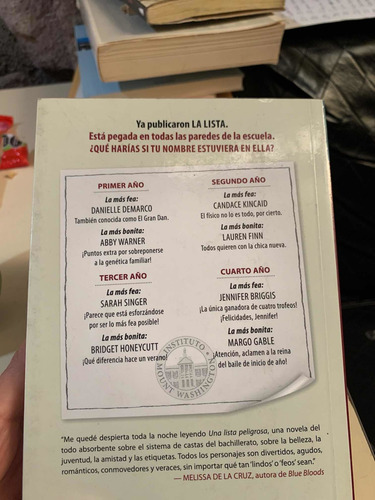 Ya publicaron LA LISTA.
Está pegada en todas las paredes de la escuela.
¿QUÉ HARÍAS SI TU NOMBRE ESTUVIERA EN ELLA?
PRIMER AÑO
La más fea:
DANIELLE DEMARCO
También conocida como El Gran Dan.
La más bonita:
ABBY WARNER
¡Puntos extra por sobreponerse
a la genética familiar!
SEGUNDO AÑO
La más fea:
CANDACE KINCAID
El físico no lo es todo, por cierto.
La más bonita:
LAUREN FINN
Todos quieren con la chica nueva.
TERCER AÑO
La más fea:
SARAH SINGER
¡Parece que está esforzándose
por ser lo más fea posible!
La más bonita:
BRIDGET HONEYCUTT
¡Qué diferencia hace un verano!
CUARTO AÑO
La más fea:
JENNIFER BRIGGIS
¡La única ganadora de cuatro trofeos!
¡Felicidades, Jennifer!
La más bonita:
MARGO GABLE
¡Atención, aclamen a la reina
del baile de inicio de año!
INSTITUTO
MOUNT WASHINGTON
"Me quedé despierta toda la noche leyendo Una lista peligrosa, una novela del
todo absorbente sobre el sistema de castas del bachillerato, sobre la belleza, la
juventud, la amistad y las etiquetas. Todos los personajes son divertidos, agudos,
románticos, conmovedores y veraces, sin importar qué tan 'lindos' o 'feos' sean."
— MELISSA DE LA CRUZ, autora de Blue Bloods